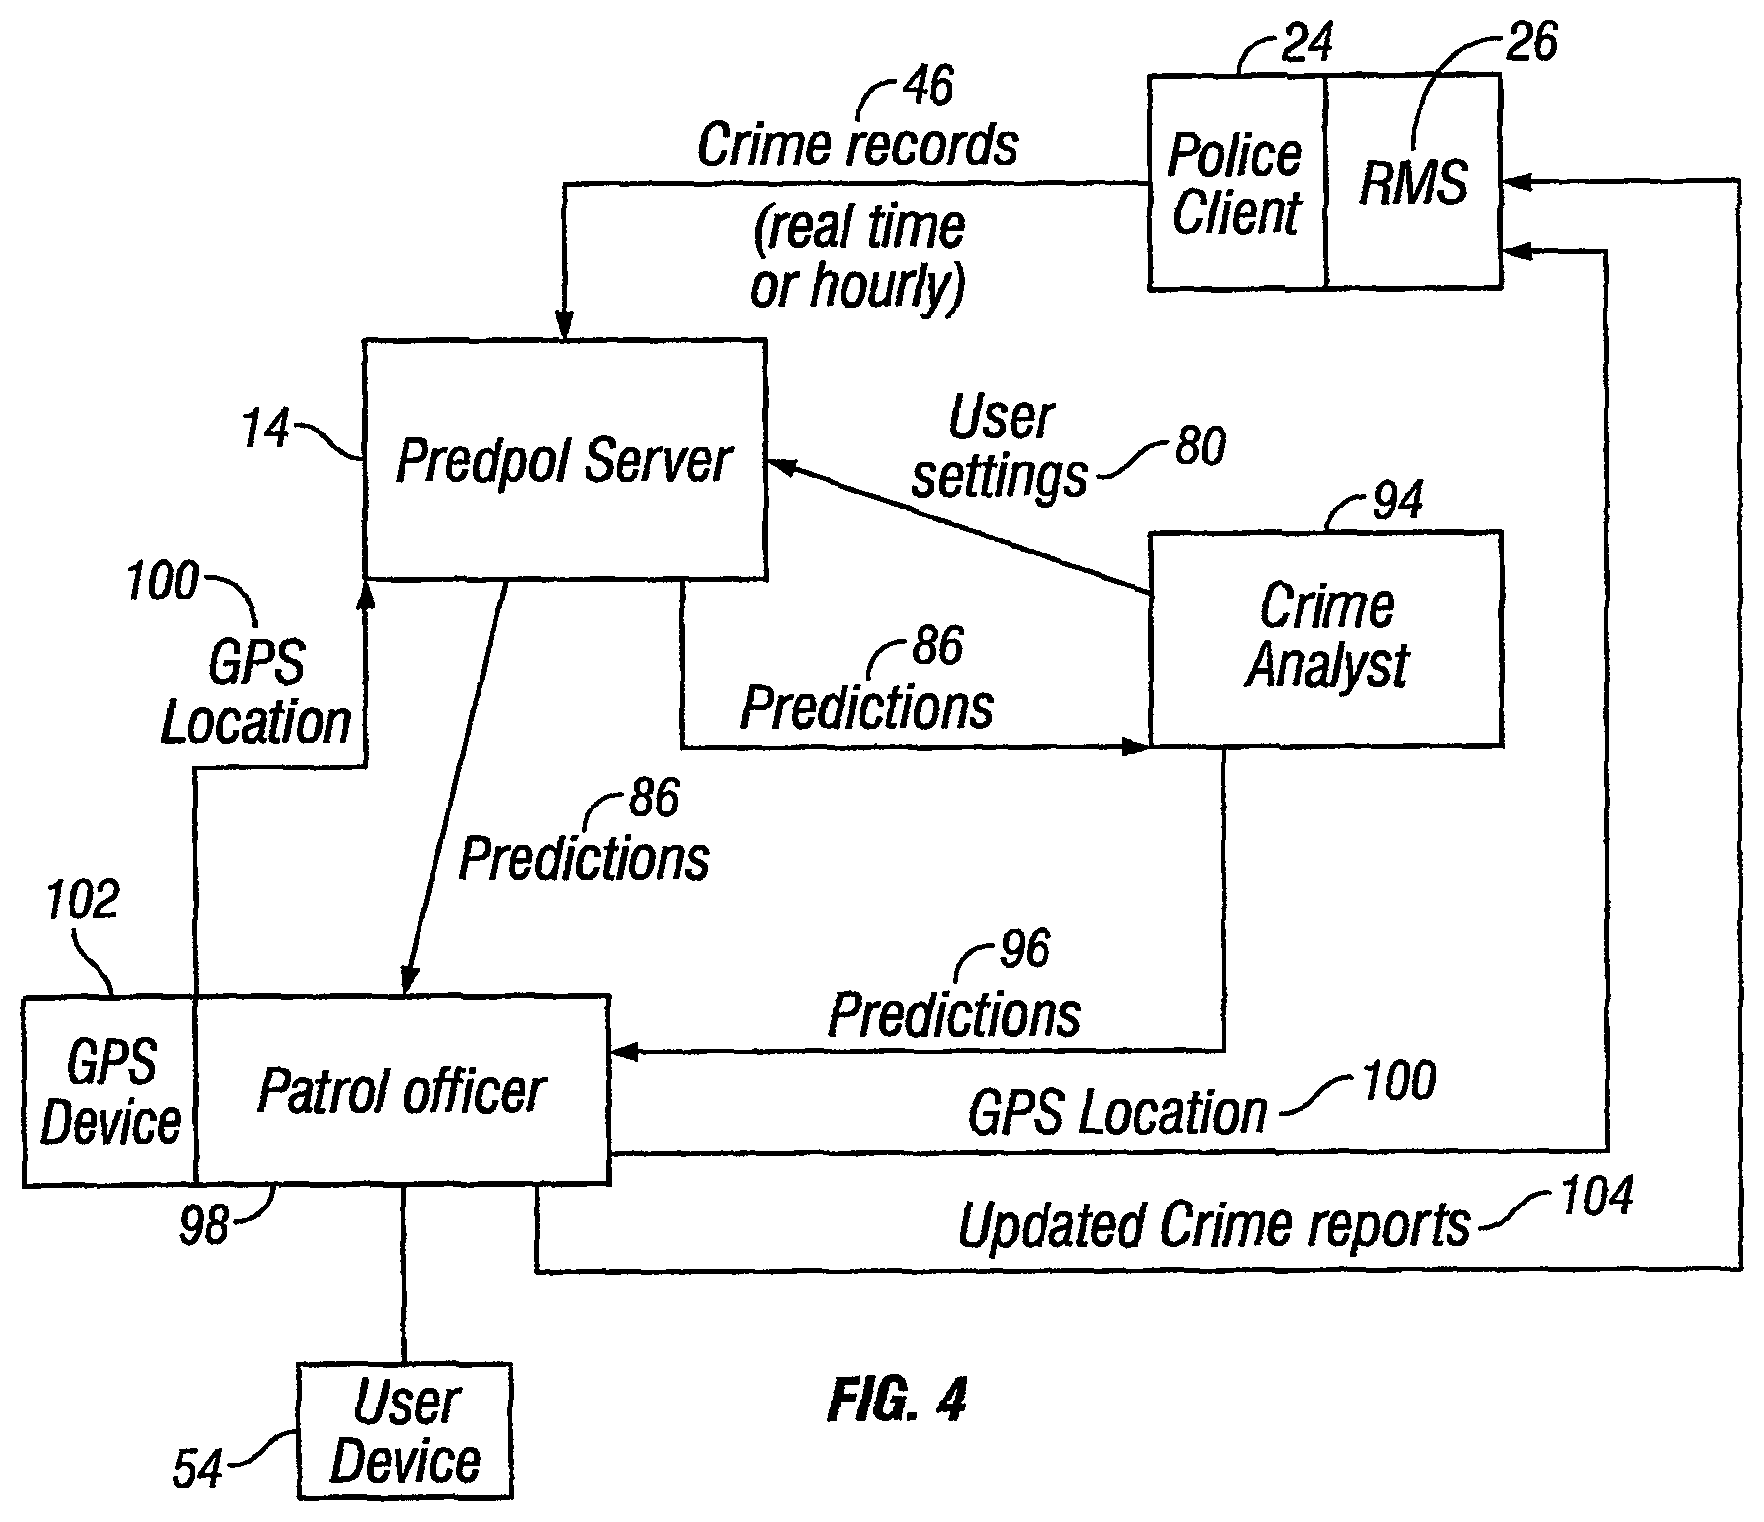 24
26
46
Crime records
(real time
or hourly)
Police
Client
RMS
14
Predpol Server
User
settings
80
94
Crime
Analyst
100
GPS
Location
86
Predictions
86
Predictions
102
GPS
Device
Patrol officer
96
Predictions
GPS Location
100
98
Updated Crime reports
104
User
Device
54
FIG. 4